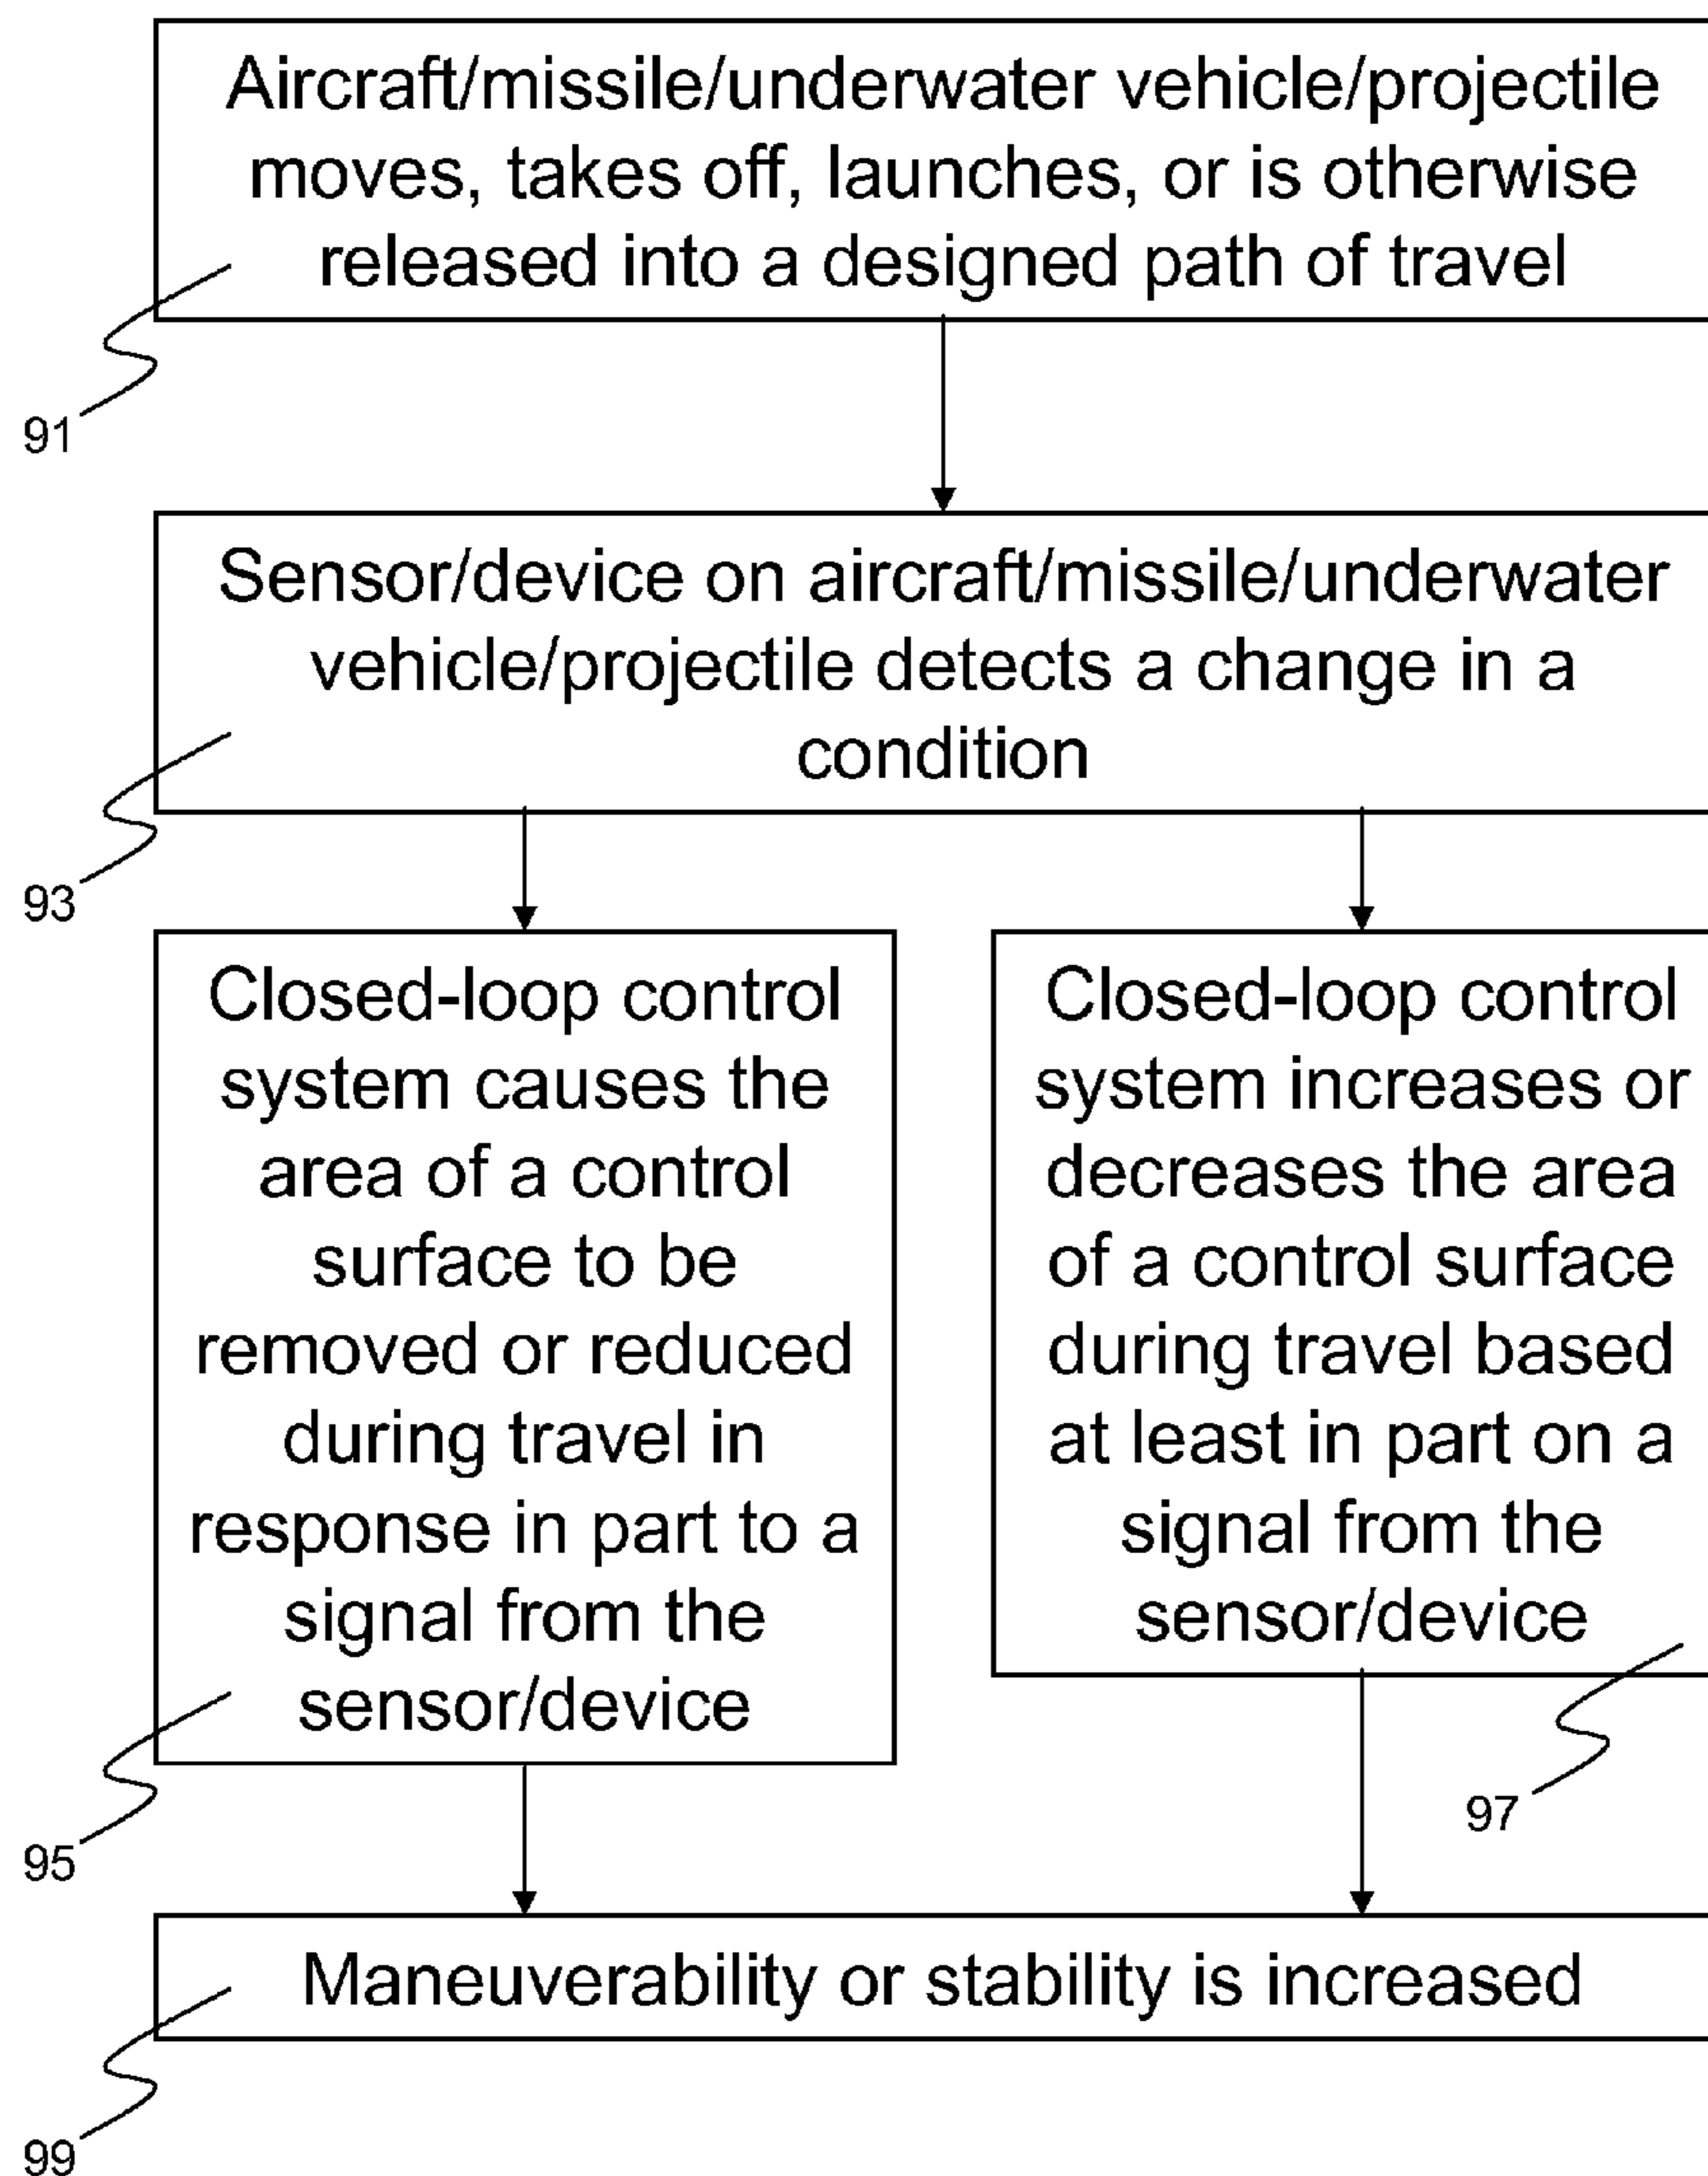 Aircraft/missile/underwater vehicle/projectile
moves, takes off, launches, or is otherwise
released into a designed path of travel
91
Sensor/device on aircraft/missile/underwater
vehicle/projectile detects a change in a
condition
93
Closed-loop control
system causes the
area of a control
surface to be
removed or reduced
during travel in
response in part to a
signal from the
sensor/device
95
Closed-loop control
system increases or
decreases the area
of a control surface
during travel based
at least in part on a
signal from the
sensor/device
97
Maneuverability or stability is increased
99